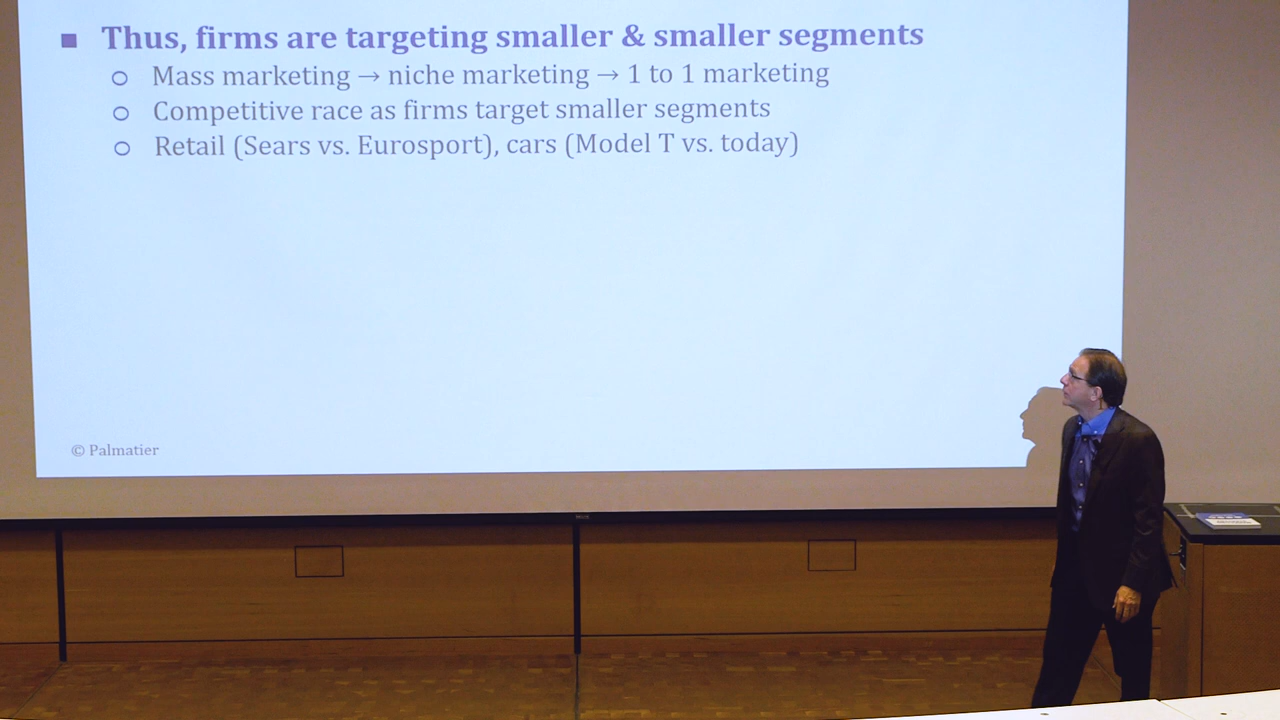 ■ Thus, firms are targeting smaller & smaller segments
○ Mass marketing → niche marketing → 1 to 1 marketing
○ Competitive race as firms target smaller segments
○ Retail (Sears vs. Eurosport), cars (Model T vs. today)
© Palmatier